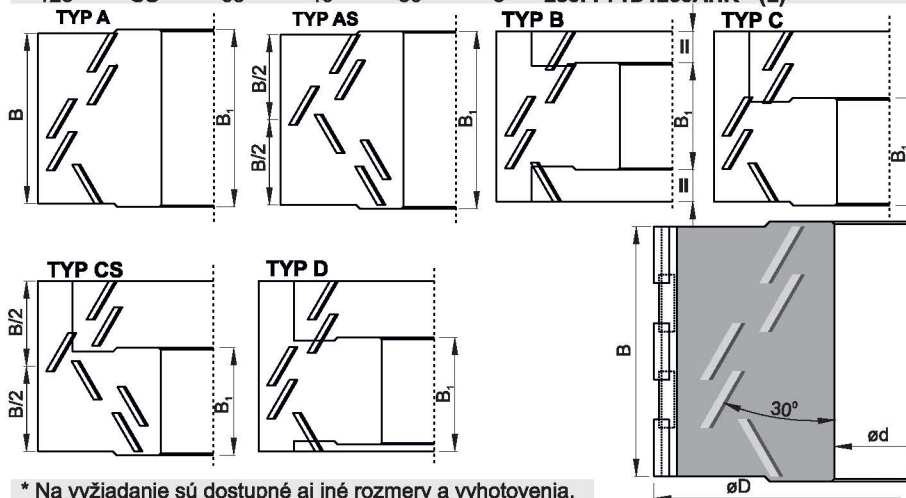 TYP A
TYP AS
TYP B
TYP C
B
B₁
B/2
B/2
B₁
B₁
B₁
TYP CS
TYP D
B/2
B/2
B₁
B₁
B
30º
ød
øD
* Na vyžiadanie sú dostupné aj iné rozmery a vyhotovenia.